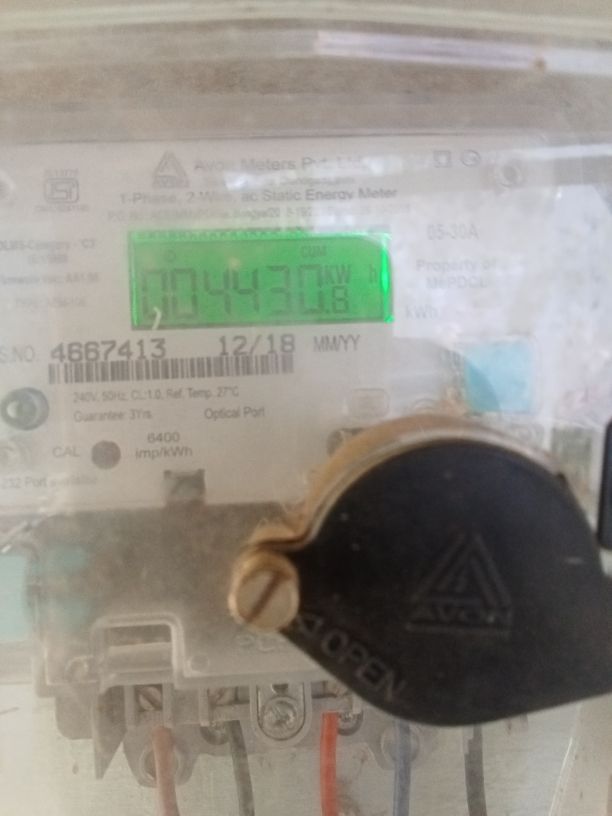 Avon Meters Pvt. Ltd.
1-Phase, 2 Wire, ac Static Energy Meter
05-30A
CUM
004430.8 KW h
Property of
MePDCL
kWh
S.NO. 4667413 12/18 MM/YY
240V, 50Hz, CL:1.0, Ref. Temp. 27°C
Guarantee: 3Yrs. Optical Port
CAL 6400
imp/kWh
AVON
OPEN